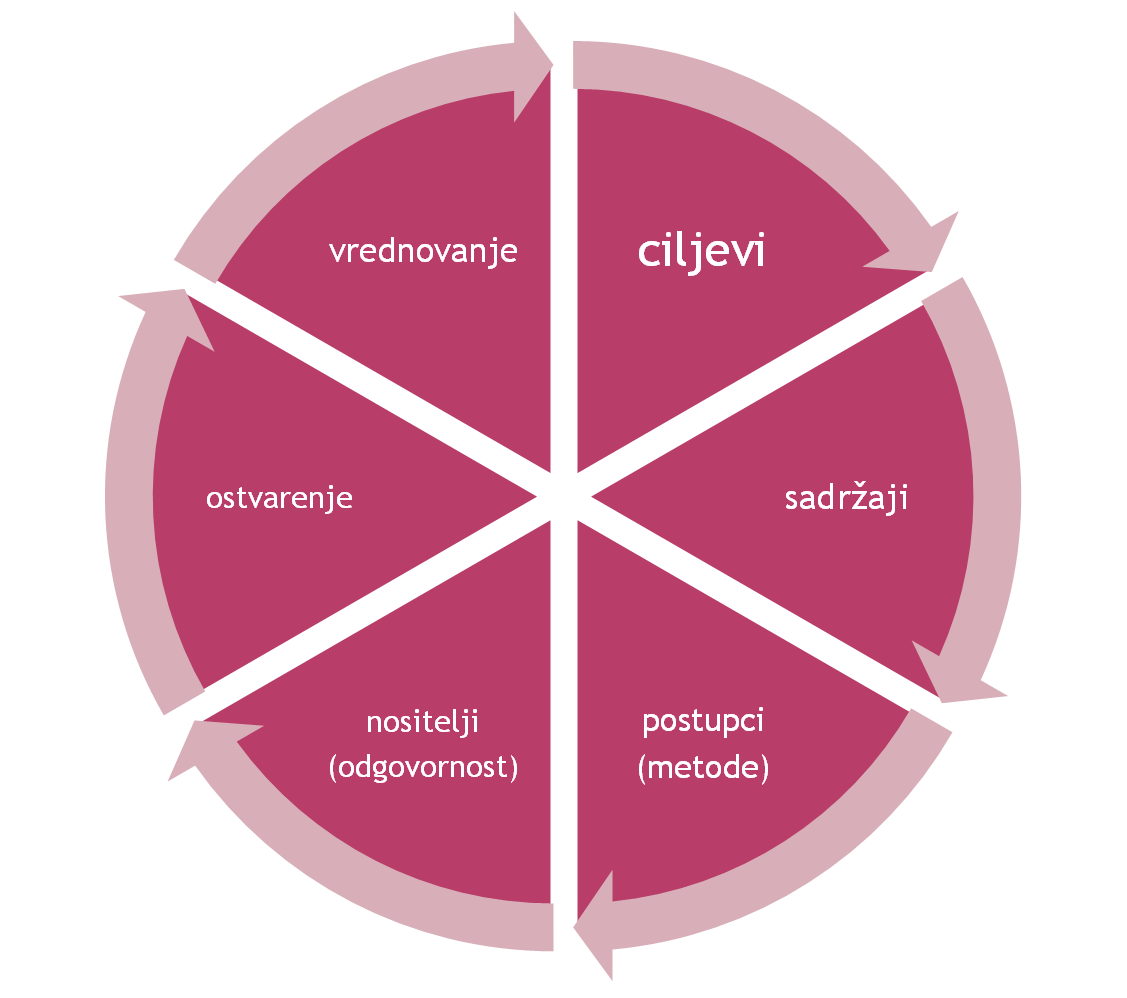 ciljevi
sadržaji
postupci
(metode)
nositelji
(odgovornost)
ostvarenje
vrednovanje